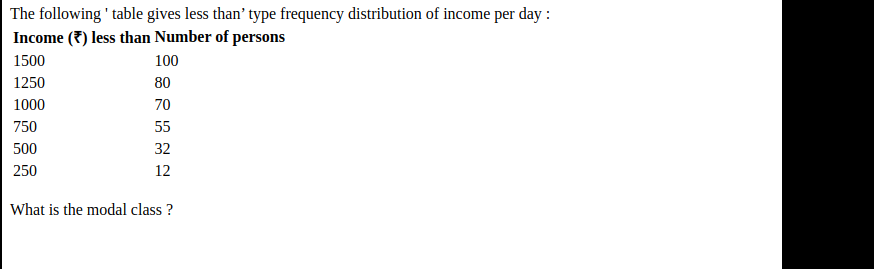 The following ' table gives less than’ type frequency distribution of income per day :
Income (₹) less than Number of persons
1500 100
1250 80
1000 70
750 55
500 32
250 12
What is the modal class ?